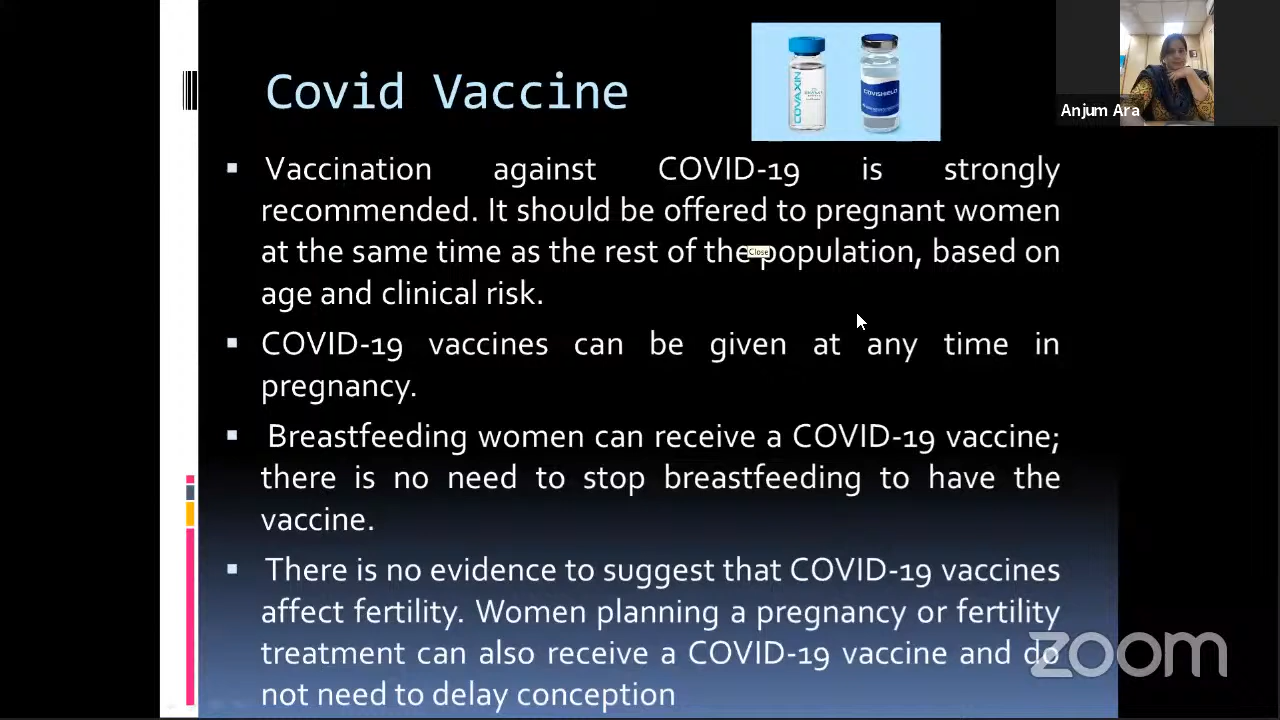 Covid Vaccine
COVAXIN
COVISHIELD
Anjum Ara
▪ Vaccination against COVID-19 is strongly
recommended. It should be offered to pregnant women
at the same time as the rest of the population, based on
Close
age and clinical risk.
▪ COVID-19 vaccines can be given at any time in
pregnancy.
▪ Breastfeeding women can receive a COVID-19 vaccine;
there is no need to stop breastfeeding to have the
vaccine.
▪ There is no evidence to suggest that COVID-19 vaccines
affect fertility. Women planning a pregnancy or fertility
treatment can also receive a COVID-19 vaccine and do
not need to delay conception
zoom